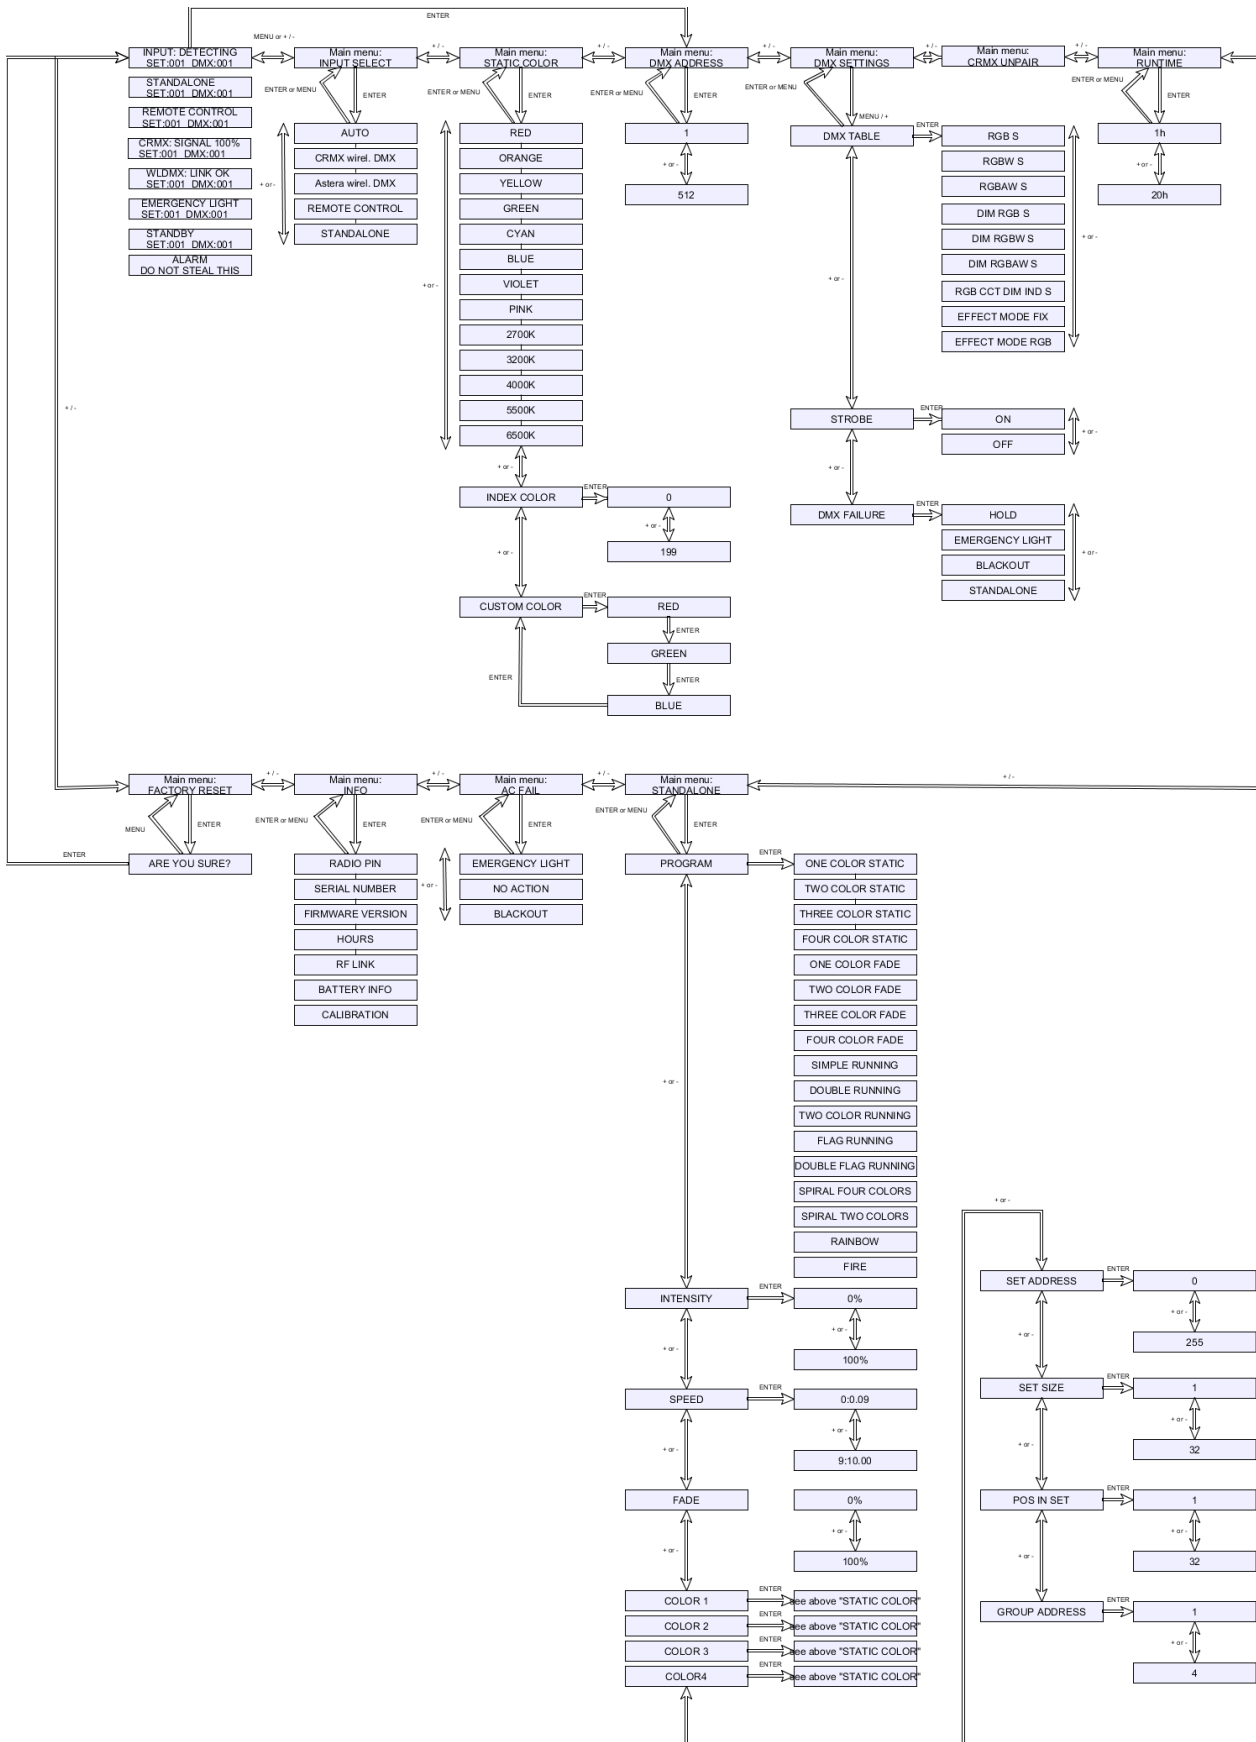 ENTER
MENU or + / -
+ / -
+ / -
+ / -
+ / -
+ / -
INPUT: DETECTING
SET:001 DMX:001
Main menu:
INPUT SELECT
Main menu:
STATIC COLOR
Main menu:
DMX ADDRESS
Main menu:
DMX SETTINGS
Main menu:
CRMX UNPAIR
Main menu:
RUNTIME
STANDALONE
SET:001 DMX:001
REMOTE CONTROL
SET:001 DMX:001
CRMX: SIGNAL 100%
SET:001 DMX:001
WLDMX: LINK OK
SET:001 DMX:001
EMERGENCY LIGHT
SET:001 DMX:001
STANDBY
SET:001 DMX:001
ALARM
DO NOT STEAL THIS
+ / -
ENTER or MENU
ENTER
AUTO
CRMX wirel. DMX
Astera wirel. DMX
REMOTE CONTROL
STANDALONE
+ or -
ENTER or MENU
ENTER
RED
ORANGE
YELLOW
GREEN
CYAN
BLUE
VIOLET
PINK
2700K
3200K
4000K
5500K
6500K
+ or -
+ or -
INDEX COLOR
ENTER
0
+ or -
199
+ or -
CUSTOM COLOR
ENTER
RED
ENTER
GREEN
ENTER
BLUE
ENTER
ENTER or MENU
ENTER
1
+ or -
512
ENTER or MENU
MENU / +
DMX TABLE
ENTER
RGB S
RGBW S
RGBAW S
DIM RGB S
DIM RGBW S
DIM RGBAW S
RGB CCT DIM IND S
EFFECT MODE FIX
EFFECT MODE RGB
+ or -
+ or -
STROBE
ENTER
ON
OFF
+ or -
+ or -
DMX FAILURE
ENTER
HOLD
EMERGENCY LIGHT
BLACKOUT
STANDALONE
+ or -
ENTER or MENU
ENTER
1h
+ or -
20h
+ / -
+ / -
+ / -
+ / -
Main menu:
FACTORY RESET
Main menu:
INFO
Main menu:
AC FAIL
Main menu:
STANDALONE
MENU
ENTER
ENTER
ARE YOU SURE?
ENTER or MENU
ENTER
RADIO PIN
SERIAL NUMBER
FIRMWARE VERSION
HOURS
RF LINK
BATTERY INFO
CALIBRATION
ENTER or MENU
ENTER
EMERGENCY LIGHT
NO ACTION
BLACKOUT
+ or -
ENTER or MENU
ENTER
PROGRAM
ENTER
ONE COLOR STATIC
TWO COLOR STATIC
THREE COLOR STATIC
FOUR COLOR STATIC
ONE COLOR FADE
TWO COLOR FADE
THREE COLOR FADE
FOUR COLOR FADE
SIMPLE RUNNING
DOUBLE RUNNING
TWO COLOR RUNNING
FLAG RUNNING
DOUBLE FLAG RUNNING
SPIRAL FOUR COLORS
SPIRAL TWO COLORS
RAINBOW
FIRE
+ or -
INTENSITY
ENTER
0%
+ or -
100%
+ or -
SPEED
ENTER
0:0.09
+ or -
9:10.00
+ or -
FADE
0%
+ or -
100%
+ or -
COLOR 1
ENTER
see above "STATIC COLOR"
COLOR 2
ENTER
see above "STATIC COLOR"
COLOR 3
ENTER
see above "STATIC COLOR"
COLOR4
ENTER
see above "STATIC COLOR"
+ or -
SET ADDRESS
ENTER
0
+ or -
255
+ or -
SET SIZE
ENTER
1
+ or -
32
+ or -
POS IN SET
ENTER
1
+ or -
32
+ or -
GROUP ADDRESS
ENTER
1
+ or -
4